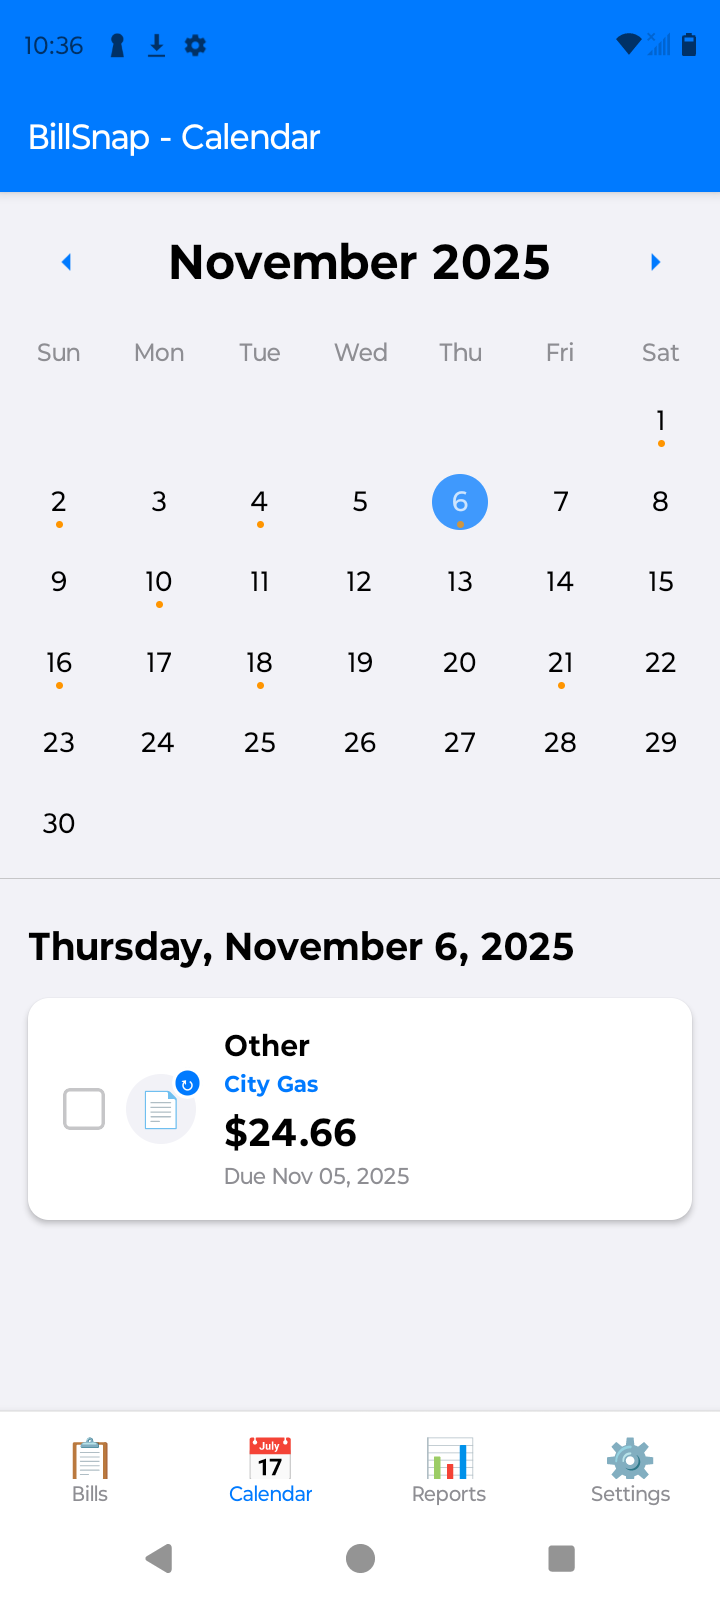 10:36
BillSnap - Calendar
November 2025
Sun Mon Tue Wed Thu Fri Sat
1
2 3 4 5 6 7 8
9 10 11 12 13 14 15
16 17 18 19 20 21 22
23 24 25 26 27 28 29
30
Thursday, November 6, 2025
Other
City Gas
$24.66
Due Nov 05, 2025
July
17
Bills Calendar Reports Settings